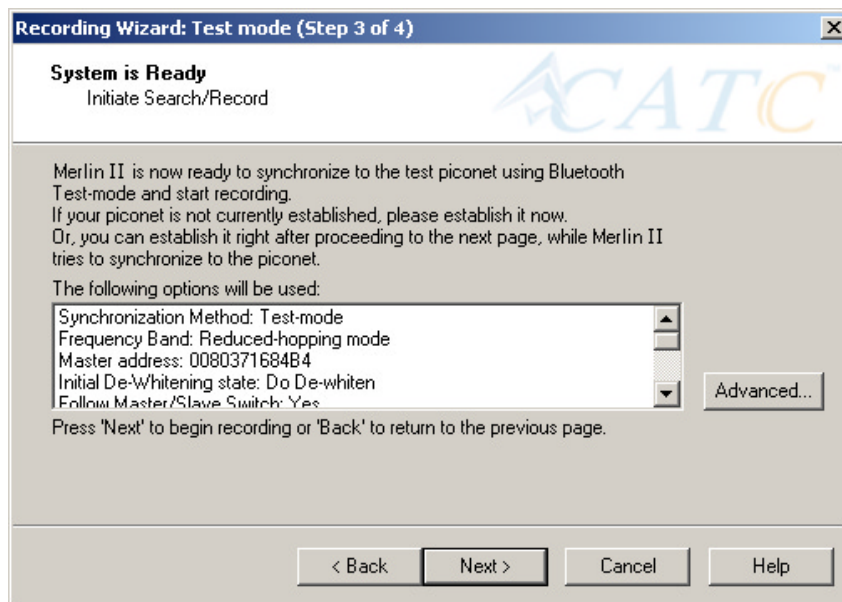 Recording Wizard: Test mode (Step 3 of 4)
System is Ready
Initiate Search/Record
CATC
Merlin II is now ready to synchronize to the test piconet using Bluetooth
Test-mode and start recording.
If your piconet is not currently established, please establish it now.
Or, you can establish it right after proceeding to the next page, while Merlin II
tries to synchronize to the piconet.
The following options will be used:
Synchronization Method: Test-mode
Frequency Band: Reduced-hopping mode
Master address: 0080371684B4
Initial De-Whitening state: Do De-whiten
Follow Master/Slave Switch: Yes
Advanced...
Press 'Next' to begin recording or 'Back' to return to the previous page.
< Back
Next >
Cancel
Help